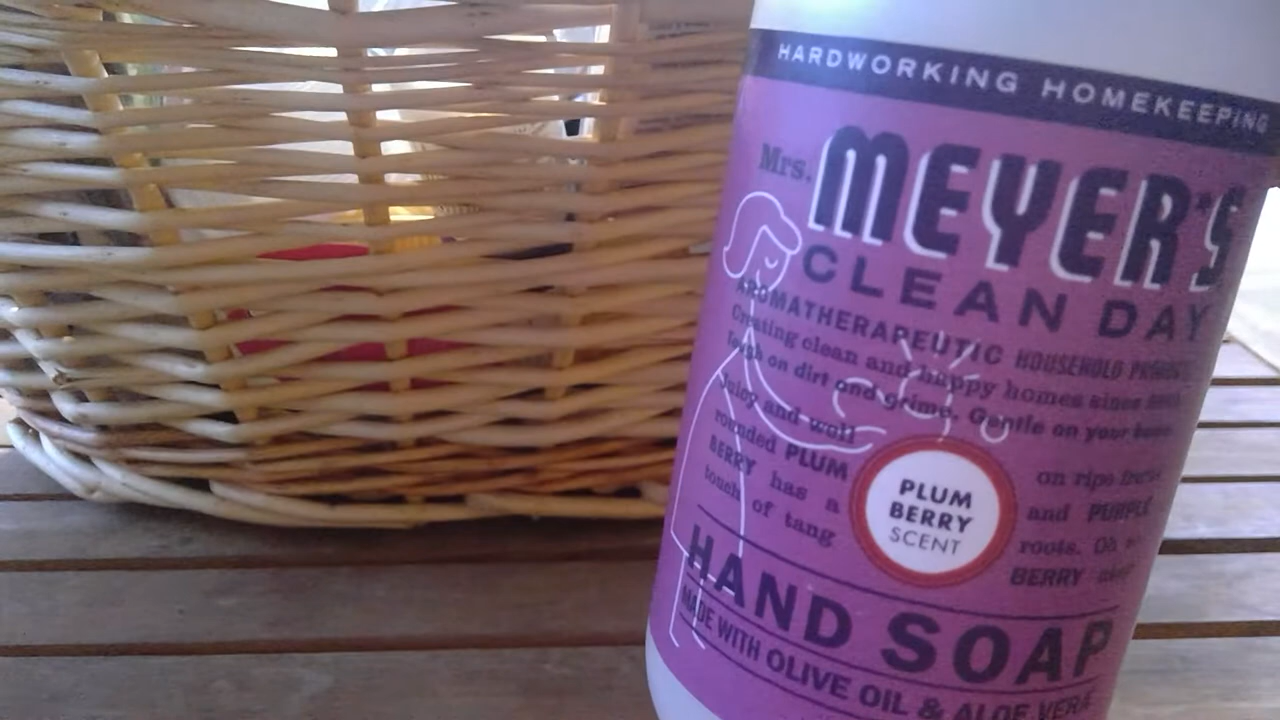 HARDWORKING HOMEKEEPING
Mrs. MEYER'S
CLEAN DAY
AROMATHERAPEUTIC HOUSEHOLD
Creating clean and happy homes since
tough on dirt and grime. Gentle on your
Juicy and well
rounded PLUM on ripe
BERRY has a and PURPLE
touch of tang roots. Oh
BERRY
PLUM
BERRY
SCENT
HAND SOAP
MADE WITH OLIVE OIL & ALOE VERA